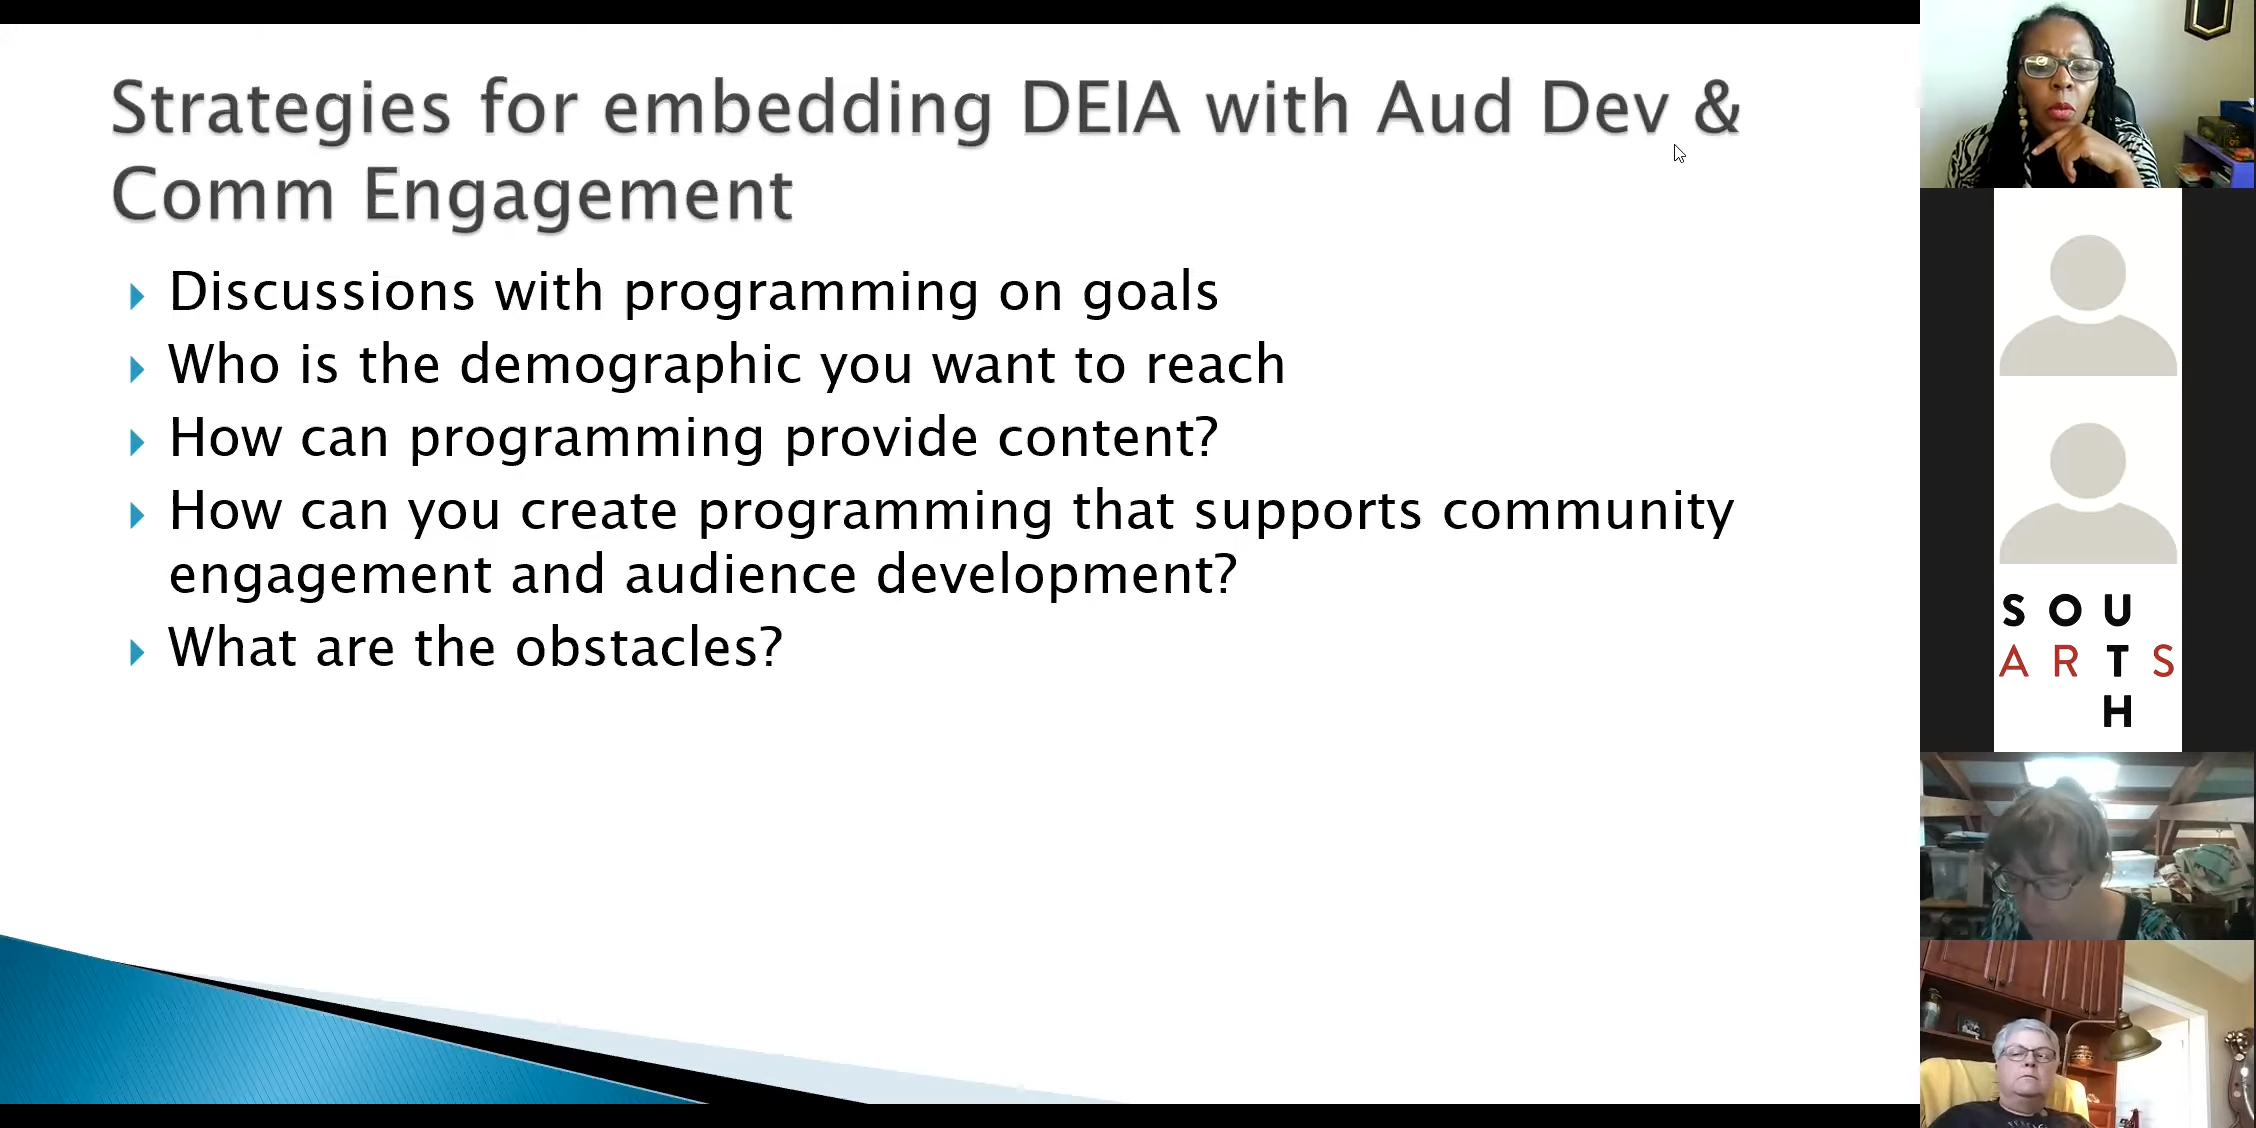 Strategies for embedding DEIA with Aud Dev &
Comm Engagement
Discussions with programming on goals
Who is the demographic you want to reach
How can programming provide content?
How can you create programming that supports community
engagement and audience development?
What are the obstacles?
SOU
ARTS
H